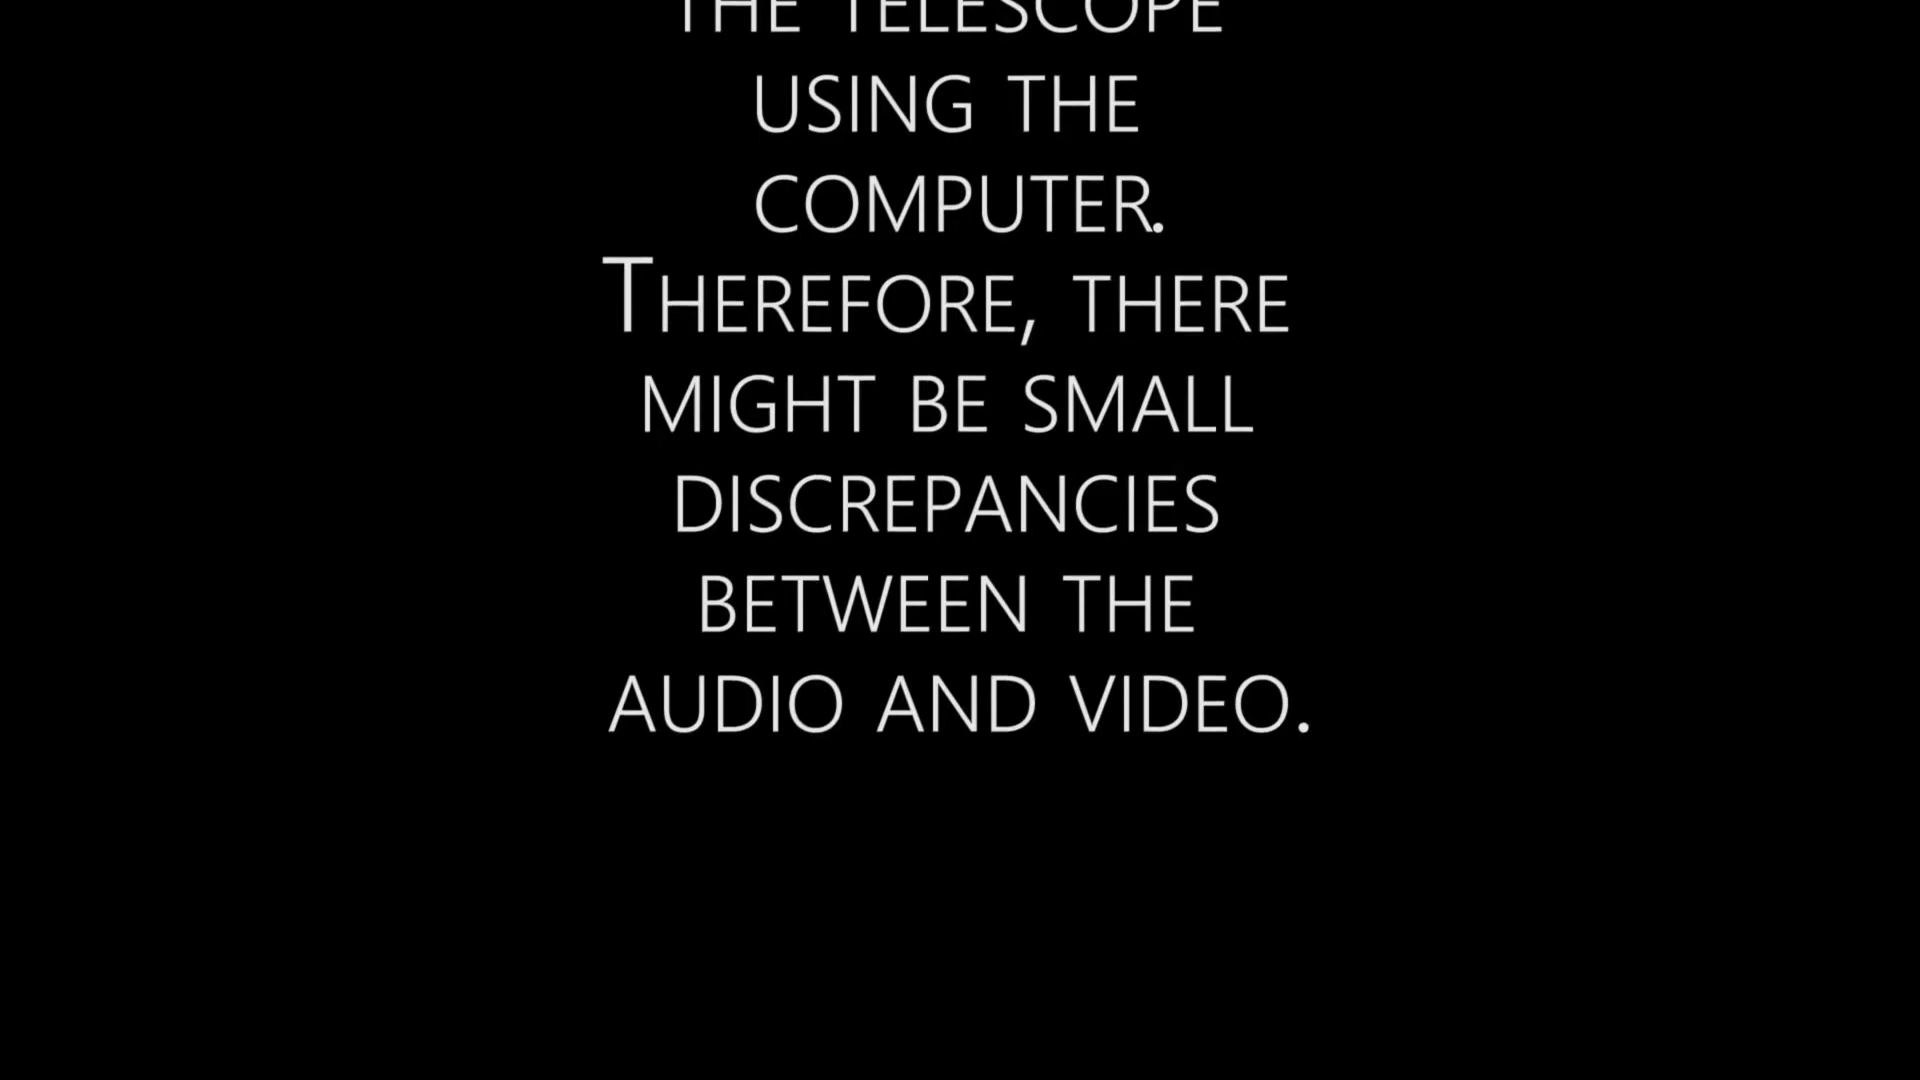 THE TELESCOPE
USING THE
COMPUTER.
THEREFORE, THERE
MIGHT BE SMALL
DISCREPANCIES
BETWEEN THE
AUDIO AND VIDEO.